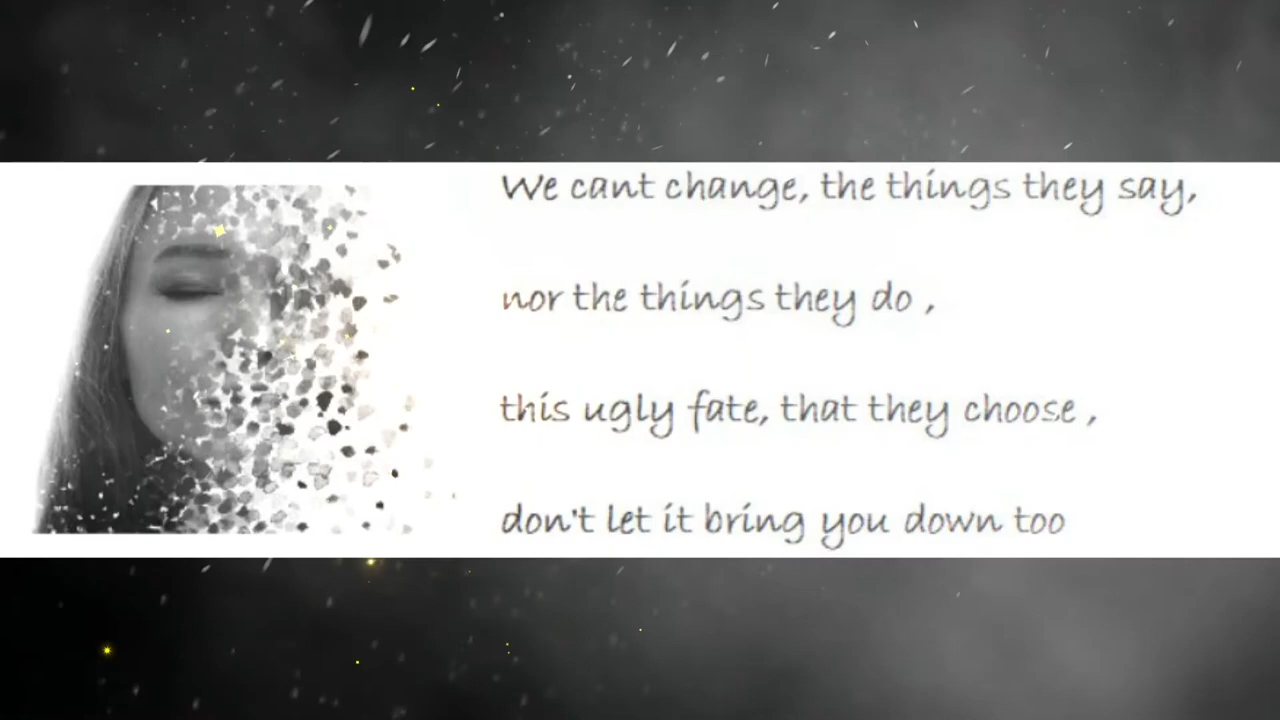 We cant change, the things they say,
nor the things they do ,
this ugly fate, that they choose ,
don't let it bring you down too